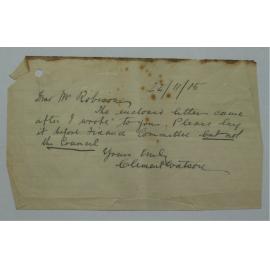 22/11/15
Dear Mr Robinson,
The enclosed letter came
after I wrote to you. Please lay
it before Finance Committee but not
the Council
Yours truly
Clement Watson